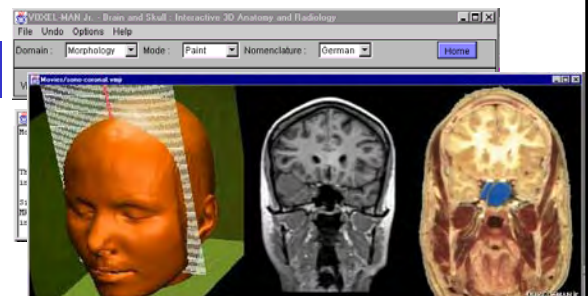 VOXEL-MAN Jr. - Brain and Skull : Interactive 3D Anatomy and Radiology
File Undo Options Help
Domain : Morphology Mode : Paint Nomenclature : German Home
Movies/sono-coronal.vmp